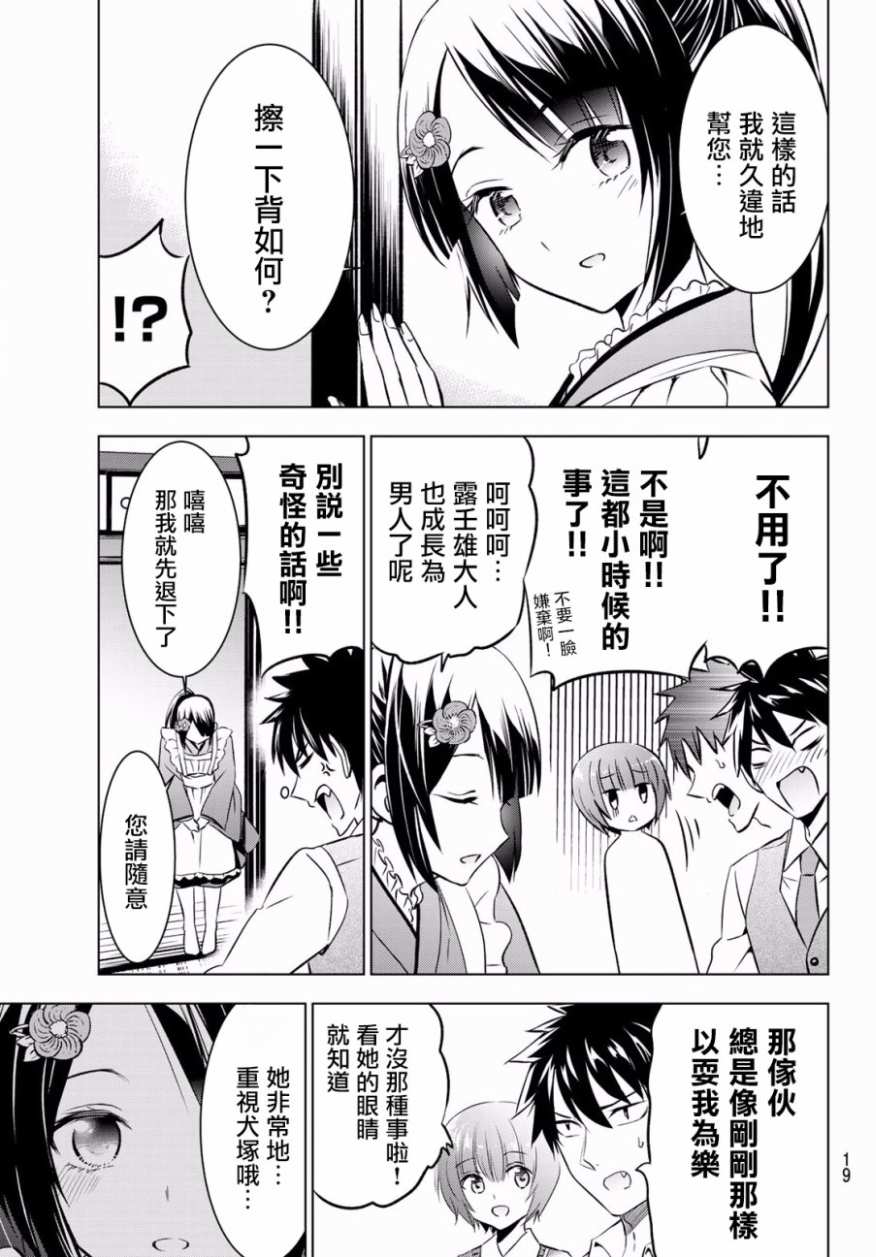 這樣的話
我就久違地
幫您…
擦一下背如何?
!?
不用了!!
不是啊!!
這都小時候的
事了!!
不要一臉
嫌棄啊!
呵呵呵…
露壬雄大人
也成長為
男人了呢
別說一些
奇怪的話啊!!
嘻嘻
那我就先退下了
您請隨意
那傢伙
總是像剛剛那樣
以耍我為樂
才沒那種事啦!
看她的眼睛
就知道
她非常地…
重視犬塚哦…
19